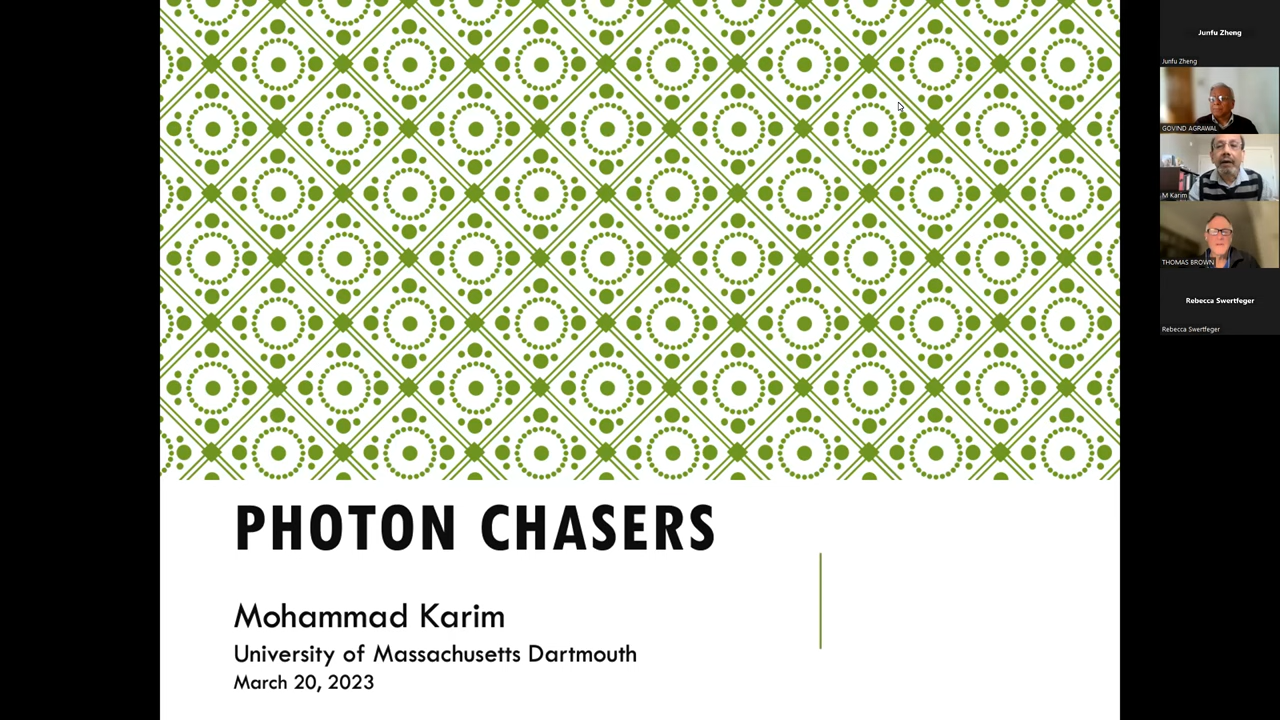 PHOTON CHASERS
Mohammad Karim
University of Massachusetts Dartmouth
March 20, 2023
Junfu Zheng
Junfu Zheng
GOVIND AGRAWAL
M Karim
THOMAS BROWN
Rebecca Swertfeger
Rebecca Swertfeger